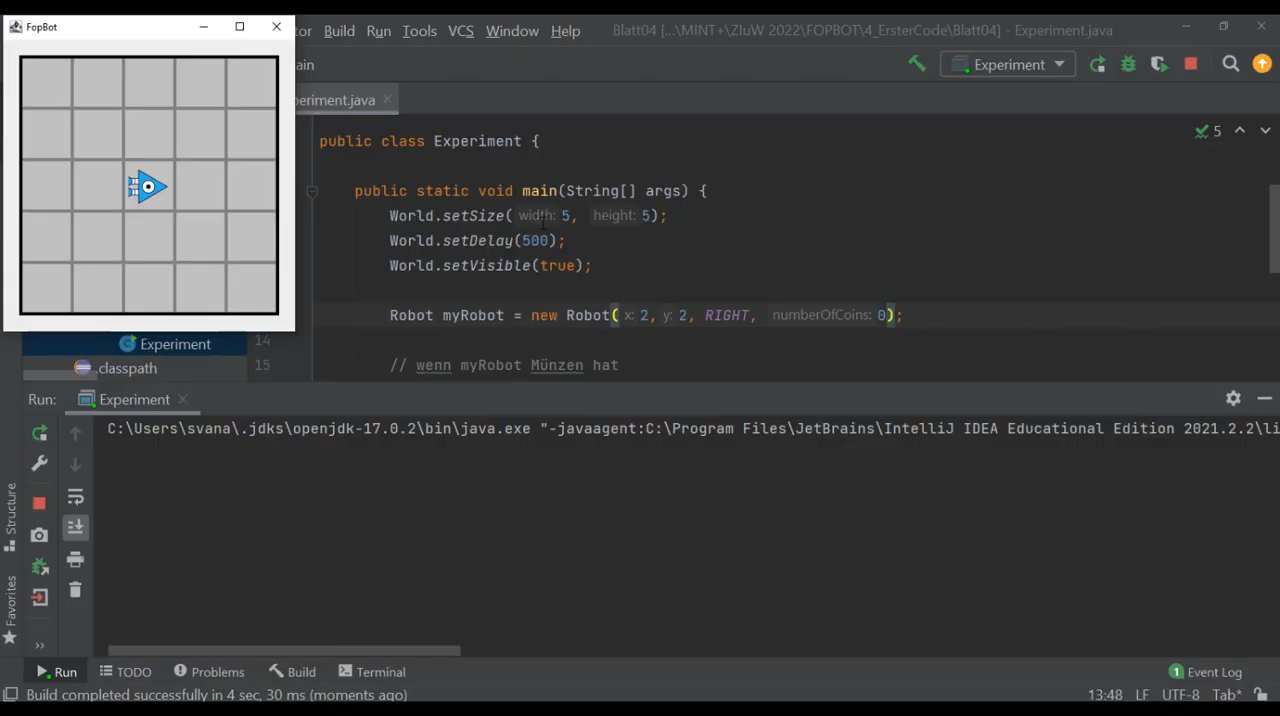 FopBot
tor Build Run Tools VCS Window Help Blatt04 [...\MINT+\ZIuW 2022\FOPBOT\4_ErsterCode\Blatt04] - Experiment.java
ain
Experiment
periment.java
public class Experiment {
5
public static void main(String[] args) {
World.setSize( width: 5, height: 5);
World.setDelay(500);
World.setVisible(true);
Robot myRobot = new Robot( x: 2, y: 2, RIGHT, numberOfCoins: 0);
Experiment
14
.classpath
15
// wenn myRobot Münzen hat
Run: Experiment
C:\Users\svana\.jdks\openjdk-17.0.2\bin\java.exe "-javaagent:C:\Program Files\JetBrains\IntelliJ IDEA Educational Edition 2021.2.2\li
Structure
Favorites
Run TODO Problems Build Terminal 1 Event Log
Build completed successfully in 4 sec, 30 ms (moments ago) 13:48 LF UTF-8 Tab*